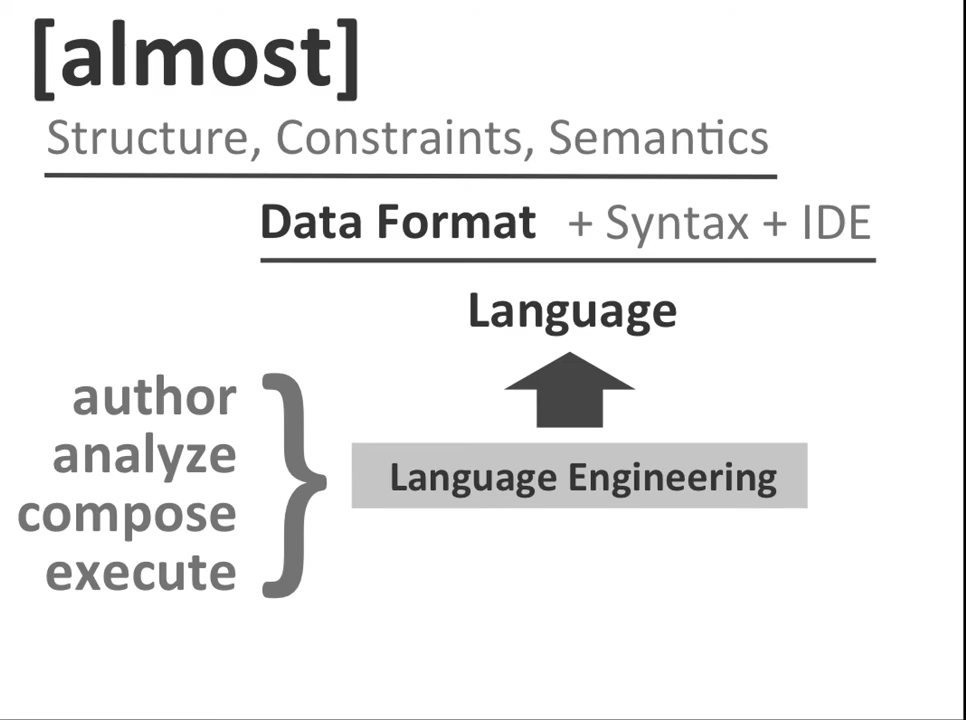 [almost]
Structure, Constraints, Semantics
Data Format + Syntax + IDE
Language
author
analyze
compose
execute
}
Language Engineering